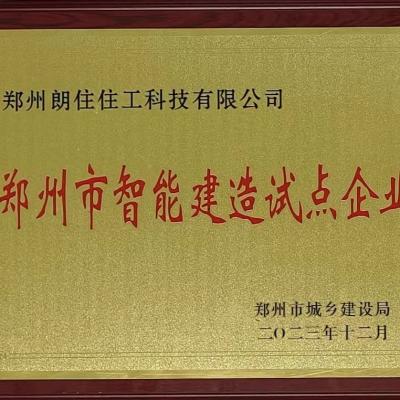 郑州朗住住工科技有限公司
郑州市智能建造试点企业
郑州市城乡建设局
二〇二三年十二月